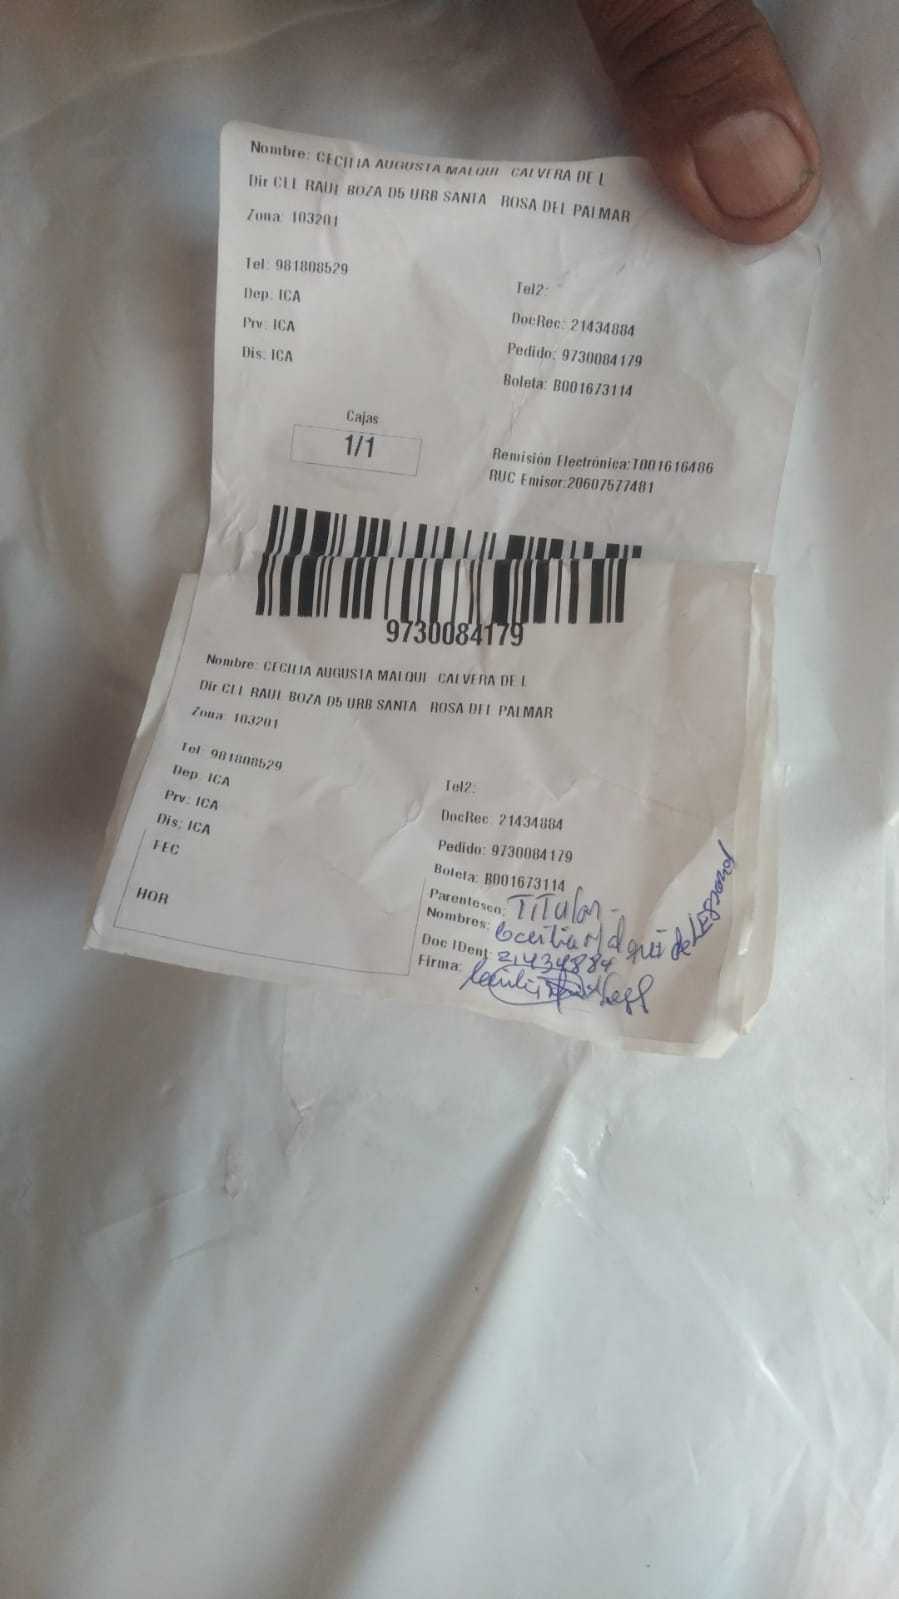 Nombre: CECILIA AUGUSTA MALQUI CALVERA DE L
Dir CLL RAUL BOZA D5 URB SANTA ROSA DEL PALMAR
Zona: 103201
Tel: 981808529
Tel2:
Dep. ICA
DocRec: 21434884
Prv: ICA
Pedido: 9730084179
Dis: ICA
Boleta: B001673114
Cajas
1/1
Remisión Electrónica:T001616486
RUC Emisor:20607577481
9730084179
Nombre: CECILIA AUGUSTA MALQUI CALVERA DE L
Dir CLL RAUL BOZA D5 URB SANTA ROSA DEL PALMAR
Zona: 103201
Tel: 981808529
Tel2:
Dep. ICA
DocRec: 21434884
Prv: ICA
Pedido: 9730084179
Dis: ICA
Boleta: B001673114
FEC
HOR
Parentesco: Titular-
Nombres: Cecilia Malqui de
Doc IDent: 21434884
Firma: